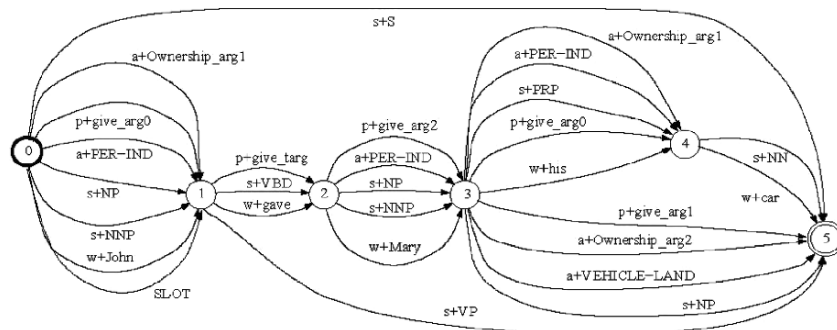 s+S
a+Ownership_arg1
p+give_arg0
a+PER-IND
s+NP
s+NNP
w+John
SLOT
0
1
p+give_targ
s+VBD
w+gave
2
p+give_arg2
a+PER-IND
s+NP
s+NNP
w+Mary
3
a+Ownership_arg1
a+PER-IND
s+PRP
p+give_arg0
w+his
4
s+NN
w+car
p+give_arg1
a+Ownership_arg2
a+VEHICLE-LAND
s+NP
5
s+VP